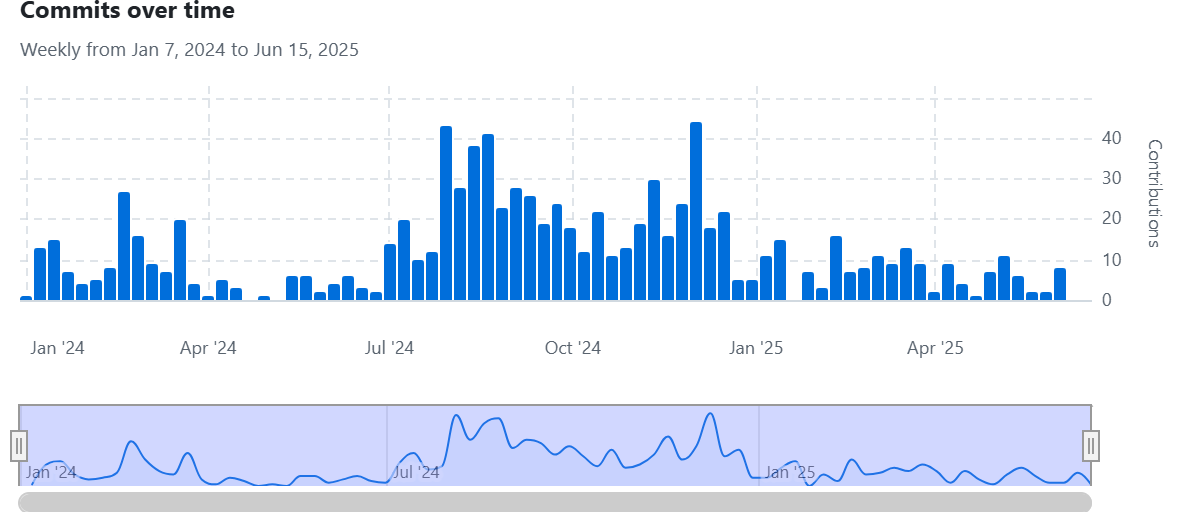 Commits over time
Weekly from Jan 7, 2024 to Jun 15, 2025
40
30
20
10
0
Contributions
Jan '24 Apr '24 Jul '24 Oct '24 Jan '25 Apr '25
Jan '24 Jul '24 Jan '25